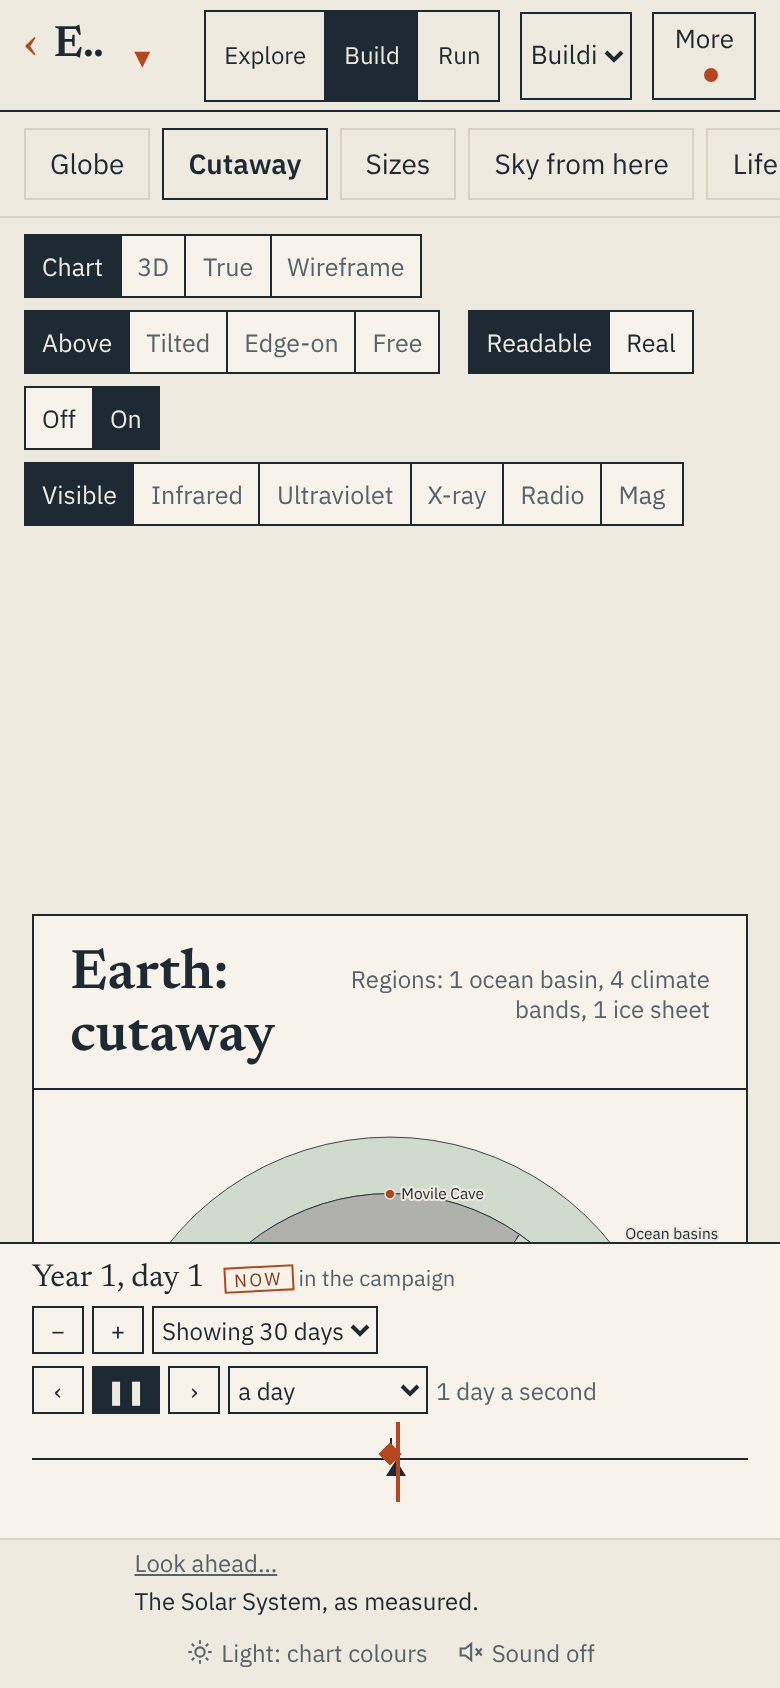 ‹ E.. ▼ Explore Build Run Buildi More
Globe Cutaway Sizes Sky from here Life
Chart 3D True Wireframe
Above Tilted Edge-on Free Readable Real
Off On
Visible Infrared Ultraviolet X-ray Radio Mag
Earth:
cutaway
Regions: 1 ocean basin, 4 climate
bands, 1 ice sheet
Movile Cave
Ocean basins
Year 1, day 1 NOW in the campaign
− + Showing 30 days
‹ › a day 1 day a second
Look ahead...
The Solar System, as measured.
Light: chart colours Sound off